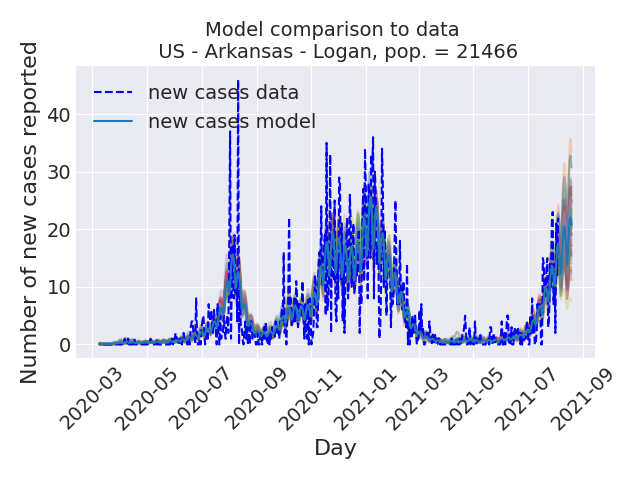 Model comparison to data
US - Arkansas - Logan, pop. = 21466
Number of new cases reported
new cases data
new cases model
40
30
20
10
0
2020-03
2020-05
2020-07
2020-09
2020-11
2021-01
2021-03
2021-05
2021-07
2021-09
Day